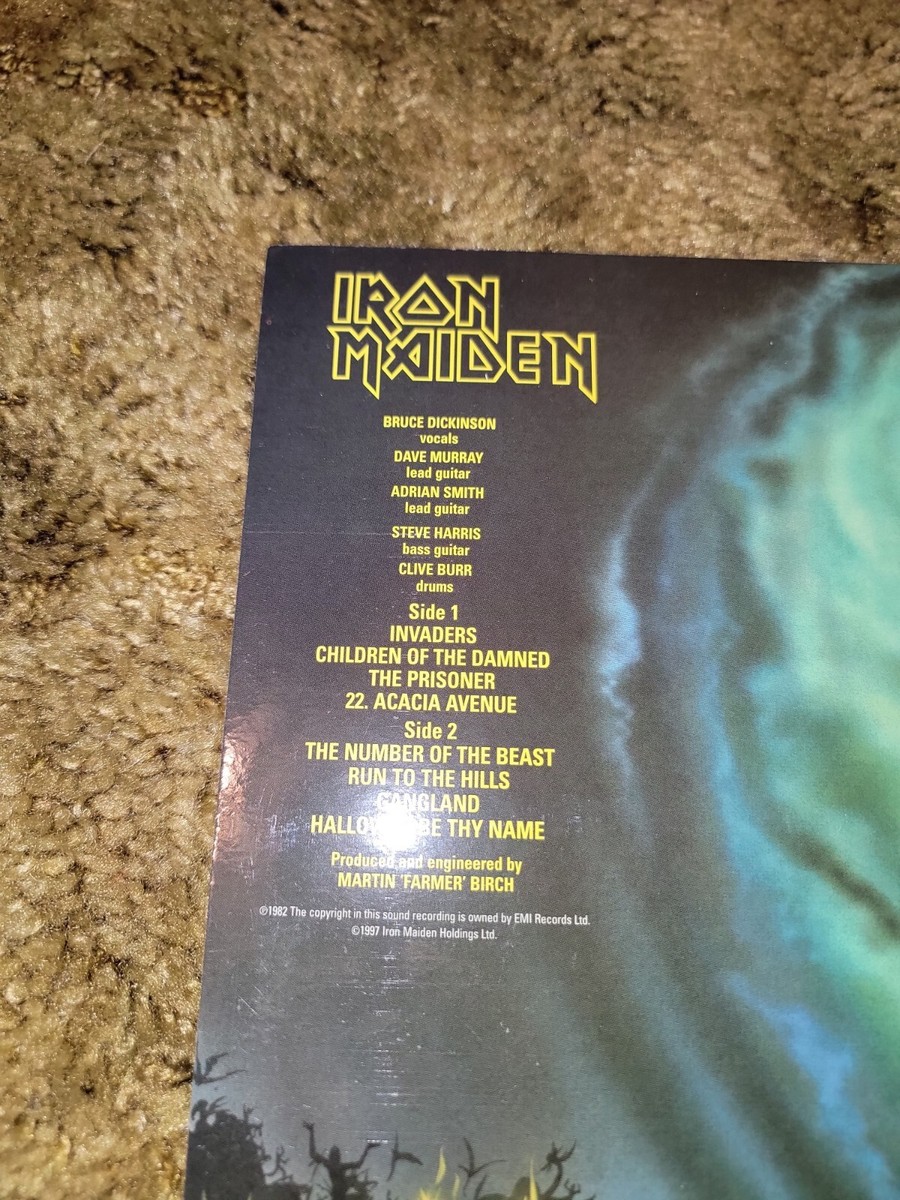 IRON
MAIDEN
BRUCE DICKINSON
vocals
DAVE MURRAY
lead guitar
ADRIAN SMITH
lead guitar
STEVE HARRIS
bass guitar
CLIVE BURR
drums
Side 1
INVADERS
CHILDREN OF THE DAMNED
THE PRISONER
22. ACACIA AVENUE
Side 2
THE NUMBER OF THE BEAST
RUN TO THE HILLS
GANGLAND
BE THY NAME
Produced and engineered by
MARTIN 'FARMER' BIRCH
℗1982 The copyright in this sound recording is owned by EMI Records Ltd.
©1997 Iron Maiden Holdings Ltd.